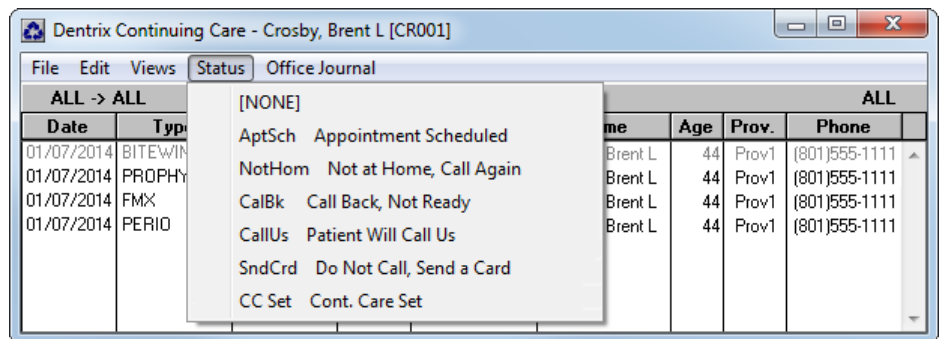 Dentrix Continuing Care - Crosby, Brent L [CR001]
File Edit Views Status Office Journal
ALL -> ALL ALL
[NONE]
Date Age Prov. Phone
AptSch Appointment Scheduled
01/07/2014 Brent L 44 Prov1 (801)555-1111
NotHom Not at Home, Call Again
01/07/2014 PROPHY Brent L 44 Prov1 (801)555-1111
01/07/2014 FMX Brent L 44 Prov1 (801)555-1111
CalBk Call Back, Not Ready
01/07/2014 PERIO Brent L 44 Prov1 (801)555-1111
CallUs Patient Will Call Us
SndCrd Do Not Call, Send a Card
CC Set Cont. Care Set